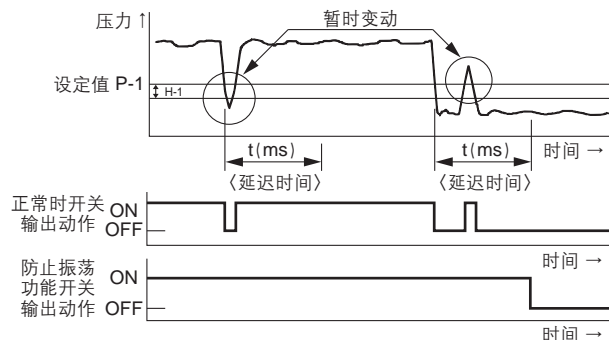 压力 ↑
暂时变动
设定值 P-1
H-1
t(ms)
t(ms)
时间 →
〈延迟时间〉
〈延迟时间〉
正常时开关
输出动作
ON
OFF
时间 →
防止振荡
功能开关
输出动作
ON
OFF
时间 →